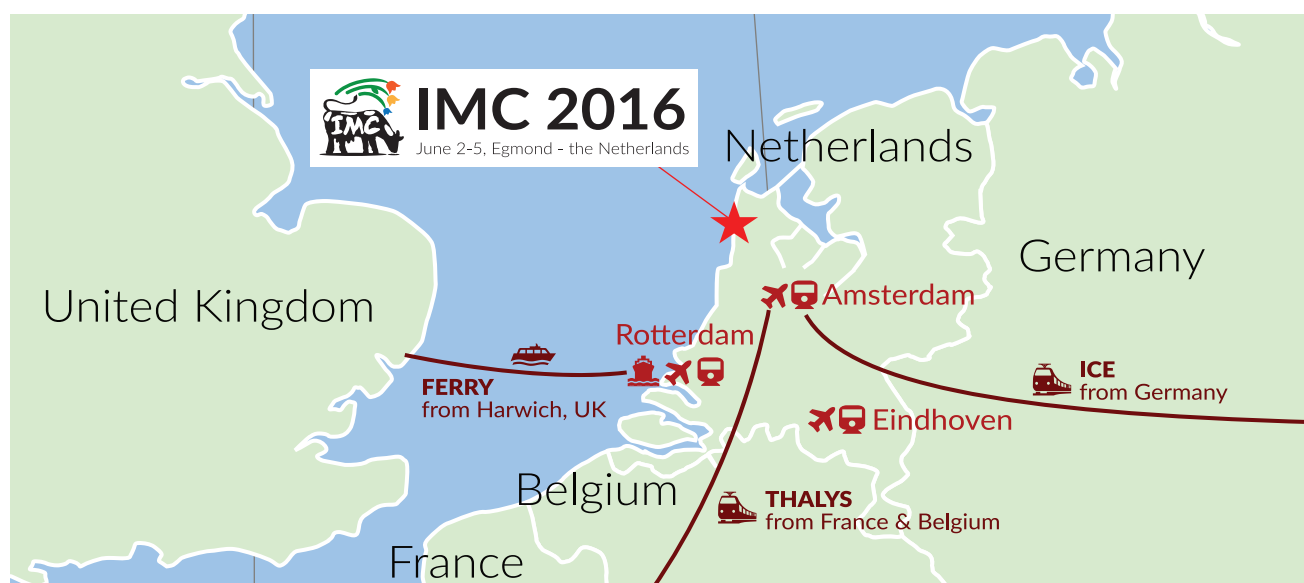 IMC
IMC 2016
June 2-5, Egmond - the Netherlands
Netherlands
Germany
United Kingdom
Amsterdam
Rotterdam
FERRY
from Harwich, UK
ICE
from Germany
Eindhoven
Belgium
THALYS
from France & Belgium
France